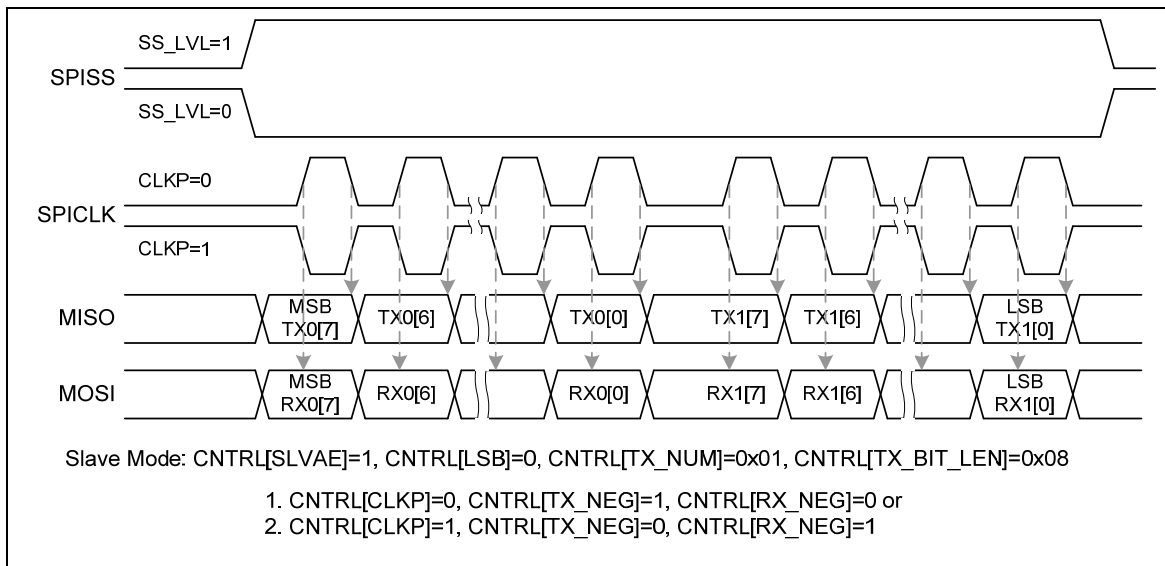 SS_LVL=1
SPISS
SS_LVL=0
CLKP=0
SPICLK
CLKP=1
MISO
MSB
TX0[7]
TX0[6]
TX0[0]
TX1[7]
TX1[6]
LSB
TX1[0]
MOSI
MSB
RX0[7]
RX0[6]
RX0[0]
RX1[7]
RX1[6]
LSB
RX1[0]
Slave Mode: CNTRL[SLVAE]=1, CNTRL[LSB]=0, CNTRL[TX_NUM]=0x01, CNTRL[TX_BIT_LEN]=0x08
1. CNTRL[CLKP]=0, CNTRL[TX_NEG]=1, CNTRL[RX_NEG]=0 or
2. CNTRL[CLKP]=1, CNTRL[TX_NEG]=0, CNTRL[RX_NEG]=1